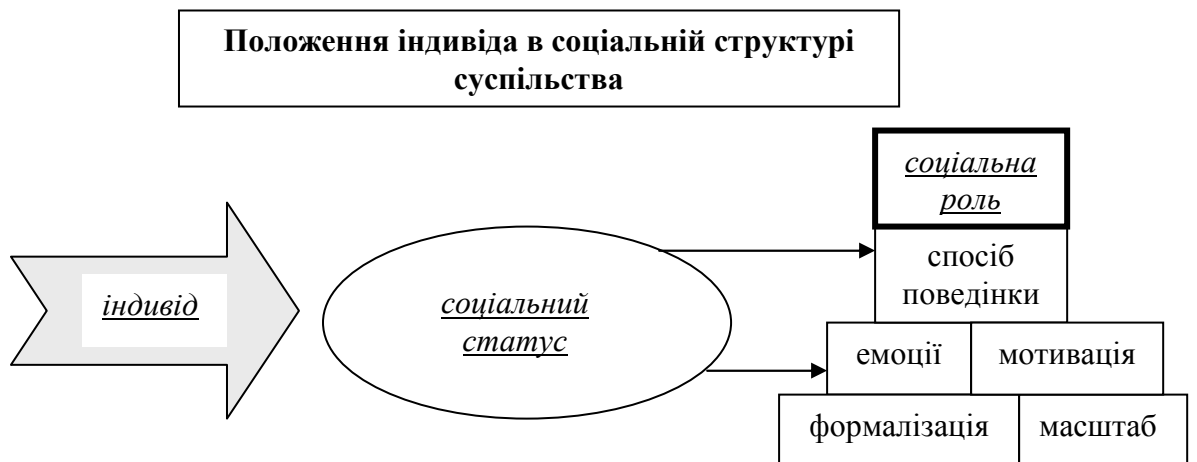 Положення індивіда в соціальній структурі
суспільства
соціальна
роль
спосіб
поведінки
індивід
соціальний
статус
емоції
мотивація
формалізація
масштаб